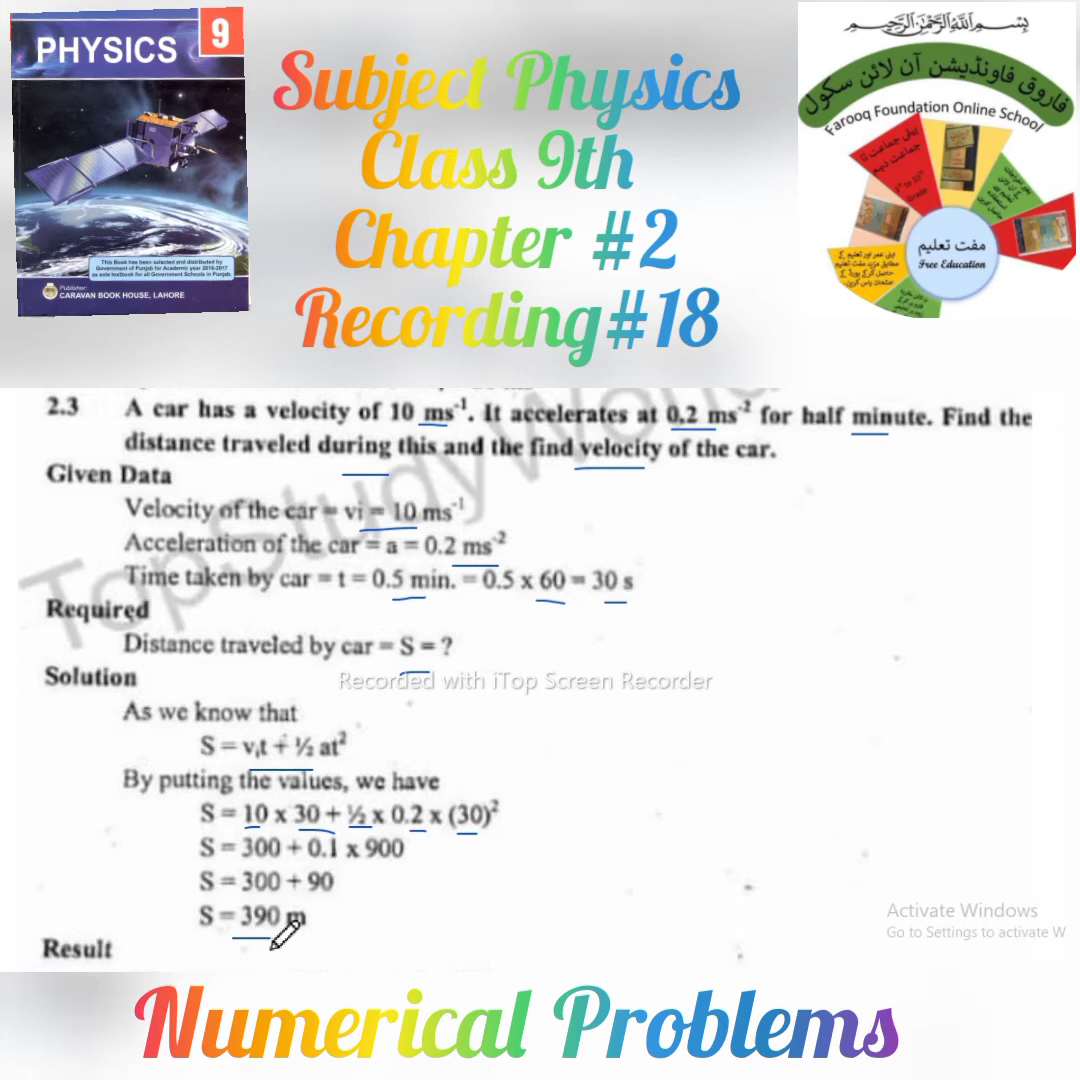 PHYSICS 9
This Book has been selected and distributed by
Government of Punjab for Academic year 2016-2017
as sole textbook for all Government Schools in Punjab.
Publisher:
CARAVAN BOOK HOUSE, LAHORE
Subject Physics
Class 9th
Chapter #2
Recording#18
بِسْمِ اللهِ الرَّحْمٰنِ الرَّحِيْمِ
فاروق فاونڈیشن آن لائن سکول
Farooq Foundation Online School
پہلی جماعت تا
جماعت دہم
Grade
مفت تعلیم
Free Education
2.3 A car has a velocity of 10 ms⁻¹. It accelerates at 0.2 ms⁻² for half minute. Find the
distance traveled during this and the find velocity of the car.
Given Data
Velocity of the car = vi = 10 ms⁻¹
Acceleration of the car = a = 0.2 ms⁻²
Time taken by car = t = 0.5 min. = 0.5 x 60 = 30 s
Required
Distance traveled by car = S = ?
Solution
Recorded with iTop Screen Recorder
As we know that
S = vᵢt + ½ at²
By putting the values, we have
S = 10 x 30 + ½ x 0.2 x (30)²
S = 300 + 0.1 x 900
S = 300 + 90
S = 390 m
Result
Activate Windows
Go to Settings to activate W
Numerical Problems